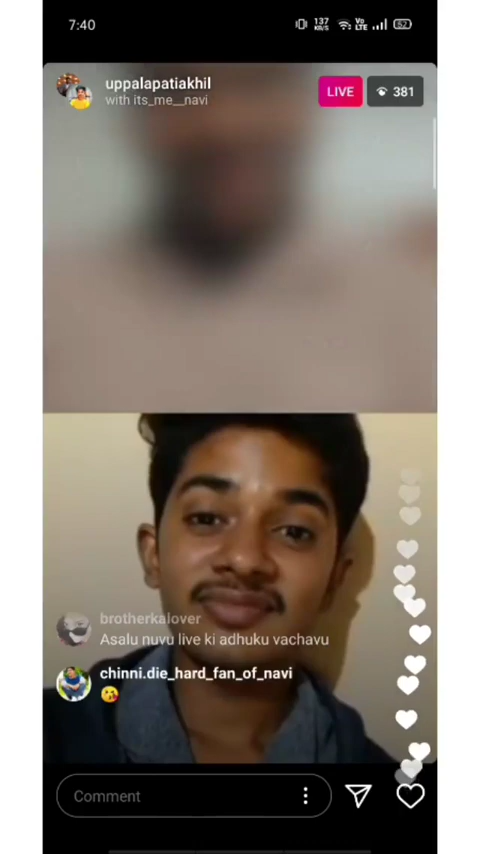 7:40
137
KB/S
Vo
LTE
52
uppalapatiakhil
with its_me__navi
LIVE
381
brotherkalover
Asalu nuvu live ki adhuku vachavu
chinni.die_hard_fan_of_navi
Comment